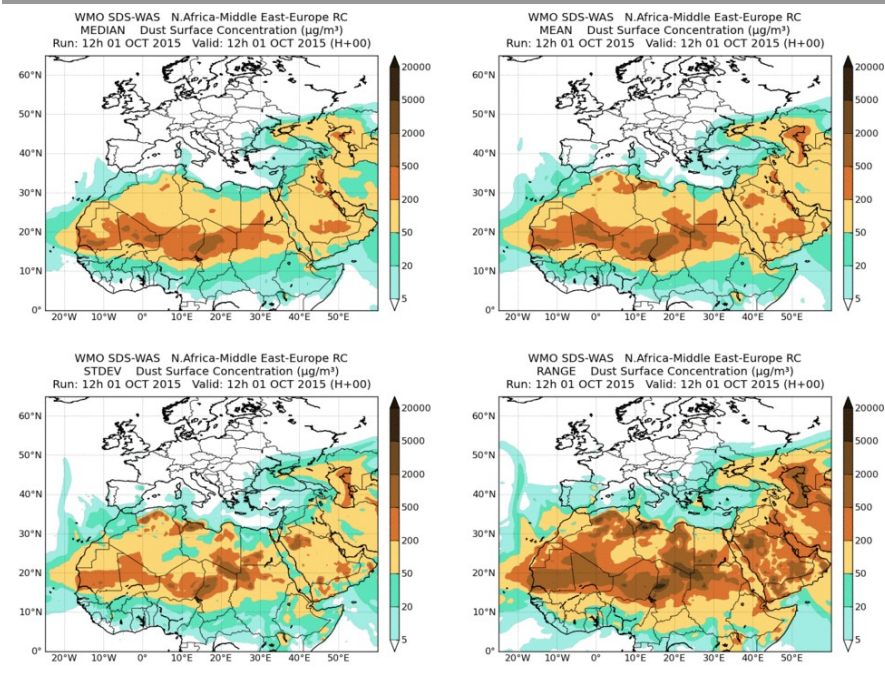 WMO SDS-WAS N.Africa-Middle East-Europe RC
MEDIAN Dust Surface Concentration (µg/m³)
Run: 12h 01 OCT 2015 Valid: 12h 01 OCT 2015 (H+00)
60°N
50°N
40°N
30°N
20°N
10°N
0°
20°W 10°W 0° 10°E 20°E 30°E 40°E 50°E
20000
5000
2000
500
200
50
20
5
WMO SDS-WAS N.Africa-Middle East-Europe RC
MEAN Dust Surface Concentration (µg/m³)
Run: 12h 01 OCT 2015 Valid: 12h 01 OCT 2015 (H+00)
60°N
50°N
40°N
30°N
20°N
10°N
0°
20°W 10°W 0° 10°E 20°E 30°E 40°E 50°E
20000
5000
2000
500
200
50
20
5
WMO SDS-WAS N.Africa-Middle East-Europe RC
STDEV Dust Surface Concentration (µg/m³)
Run: 12h 01 OCT 2015 Valid: 12h 01 OCT 2015 (H+00)
60°N
50°N
40°N
30°N
20°N
10°N
0°
20°W 10°W 0° 10°E 20°E 30°E 40°E 50°E
20000
5000
2000
500
200
50
20
5
WMO SDS-WAS N.Africa-Middle East-Europe RC
RANGE Dust Surface Concentration (µg/m³)
Run: 12h 01 OCT 2015 Valid: 12h 01 OCT 2015 (H+00)
60°N
50°N
40°N
30°N
20°N
10°N
0°
20°W 10°W 0° 10°E 20°E 30°E 40°E 50°E
20000
5000
2000
500
200
50
20
5